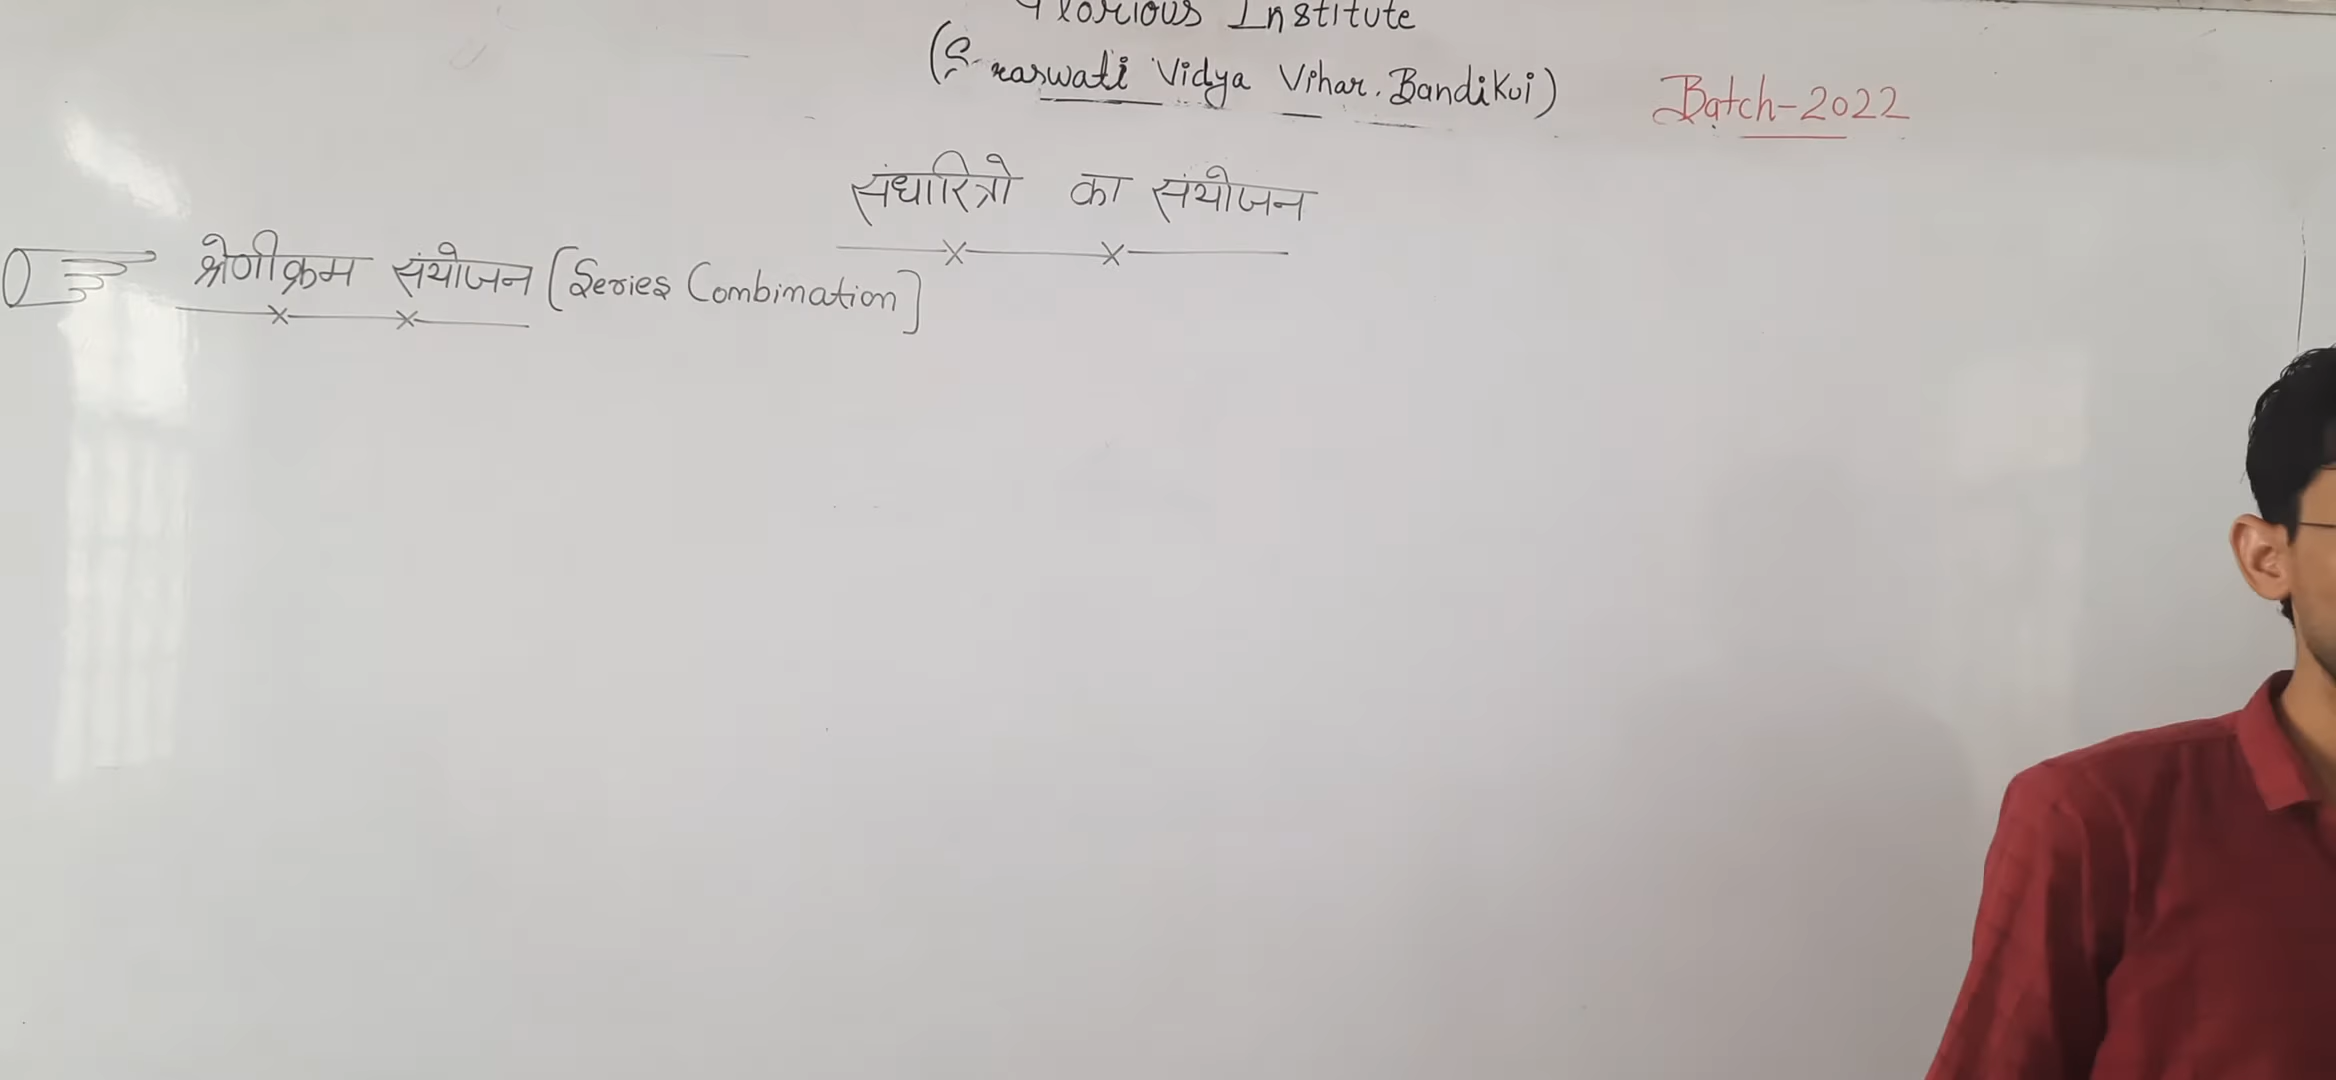 Glorious Institute
(Saraswati Vidya Vihar, Bandikui)
Batch-2022
संधारित्रो का संयोजन
श्रेणीक्रम संयोजन [Series Combination]